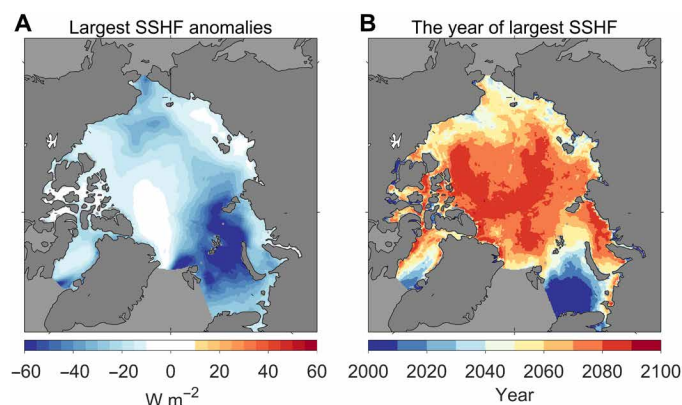 A Largest SSHF anomalies
B The year of largest SSHF
−60 −40 −20 0 20 40 60
W m−2
2000 2020 2040 2060 2080 2100
Year